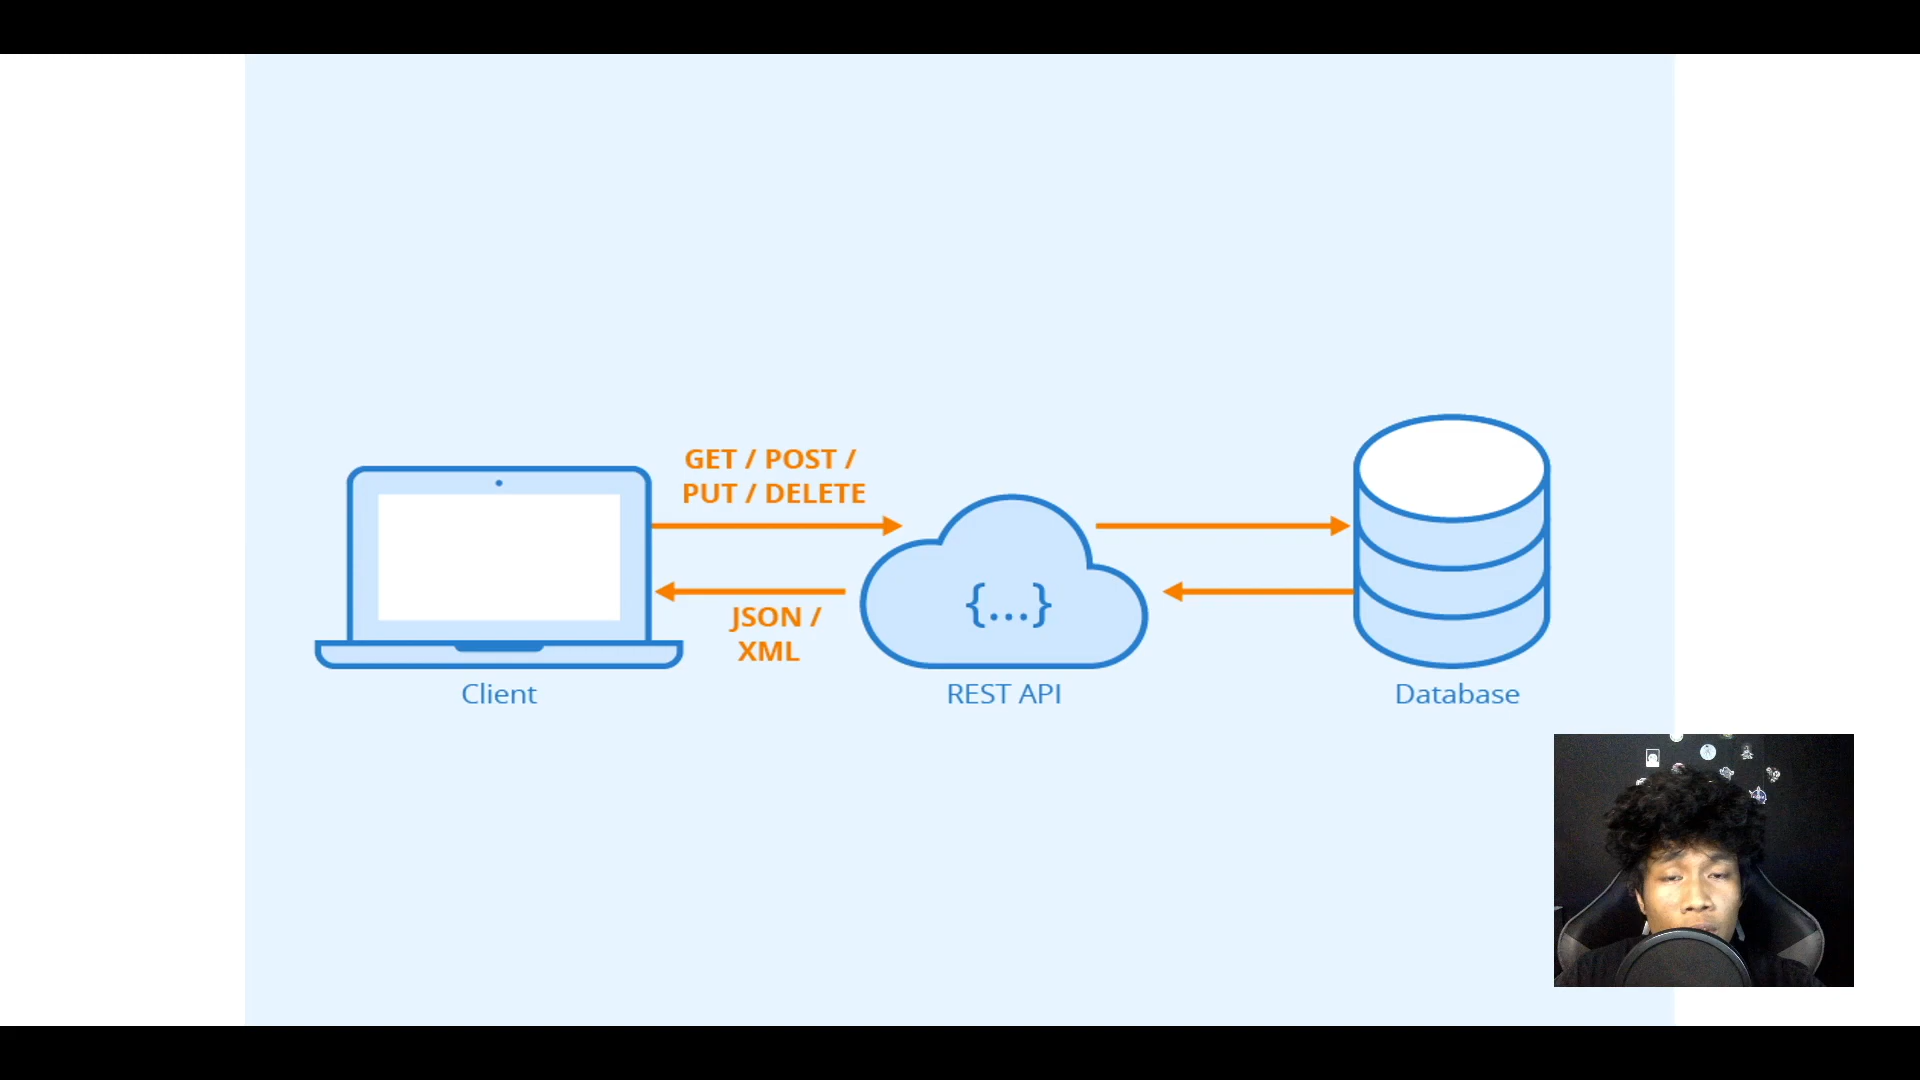 GET / POST /
PUT / DELETE
{...}
JSON /
XML
Client
REST API
Database